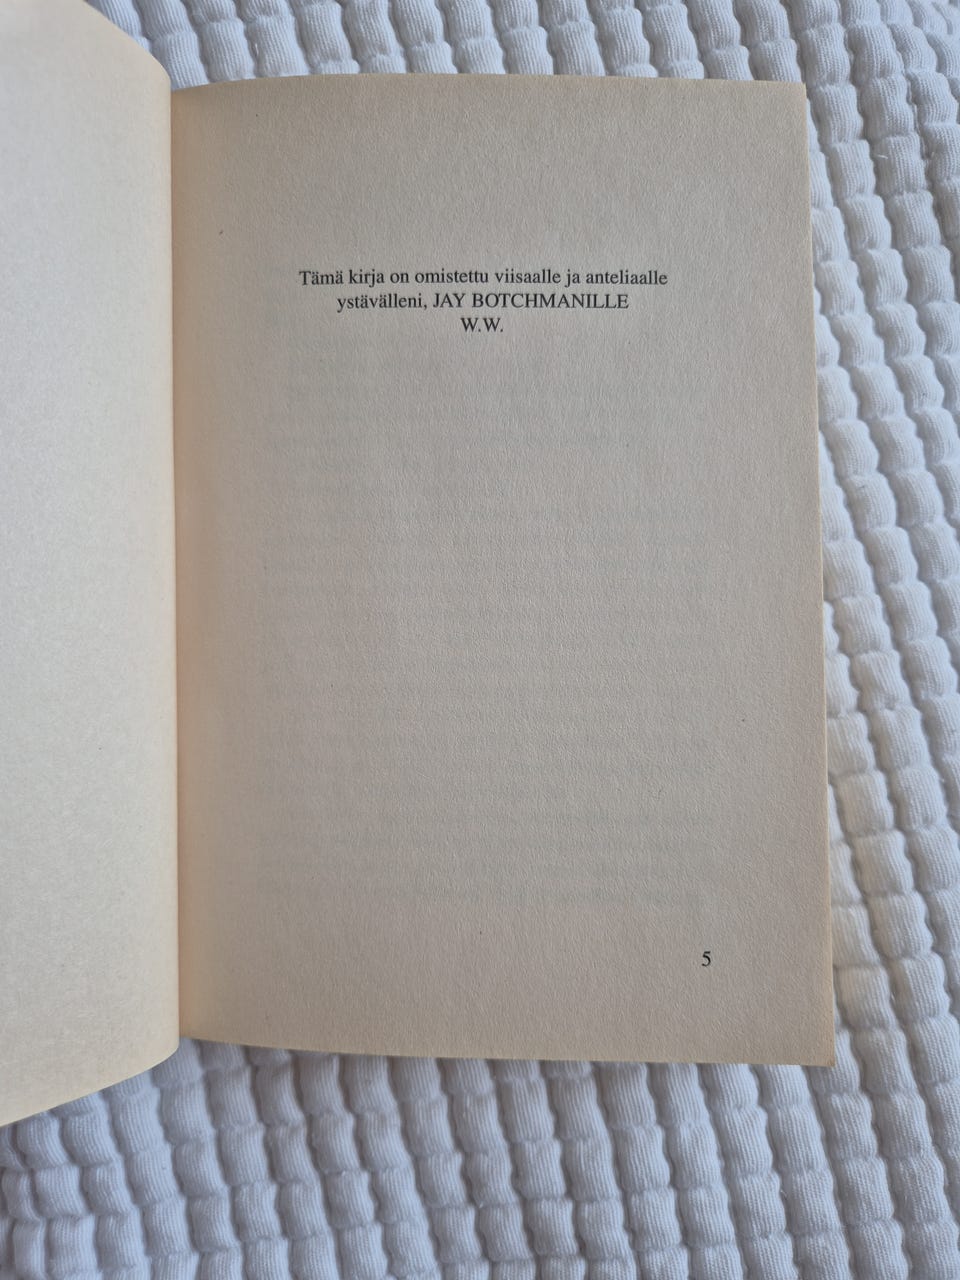 Tämä kirja on omistettu viisaalle ja anteliaalle
ystävälleni, JAY BOTCHMANILLE
W.W.
5